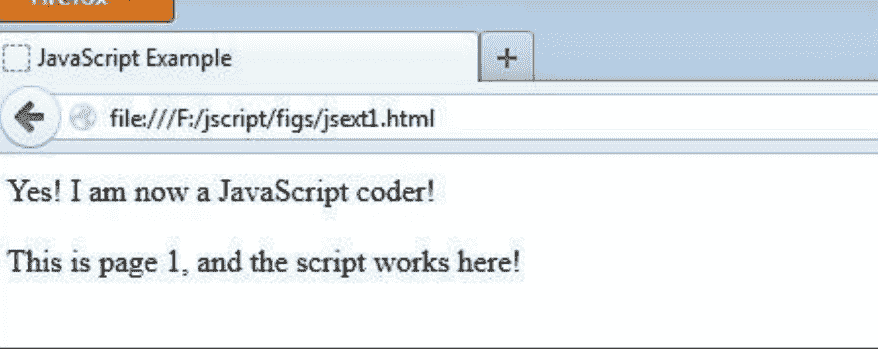 Firefox
JavaScript Example
file:///F:/jscript/figs/jsext1.html
Yes! I am now a JavaScript coder!
This is page 1, and the script works here!